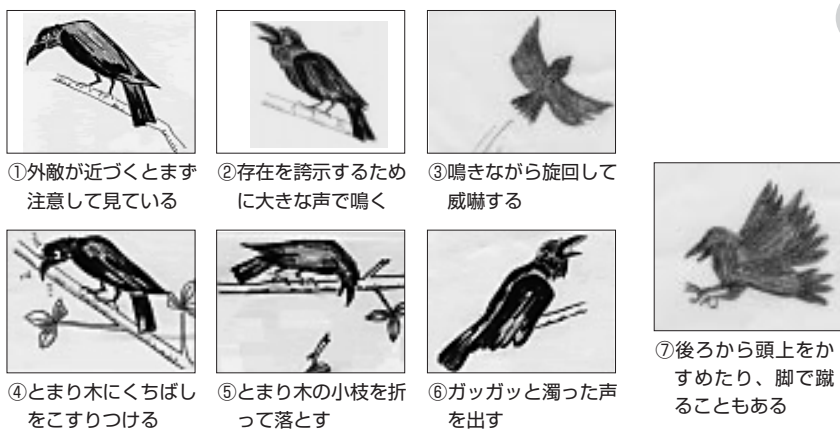 ①外敵が近づくとまず
注意して見ている
②存在を誇示するため
に大きな声で鳴く
③鳴きながら旋回して
威嚇する
④とまり木にくちばし
をこすりつける
⑤とまり木の小枝を折
って落とす
⑥ガッガッと濁った声
を出す
⑦後ろから頭上をか
すめたり、脚で蹴
ることもある